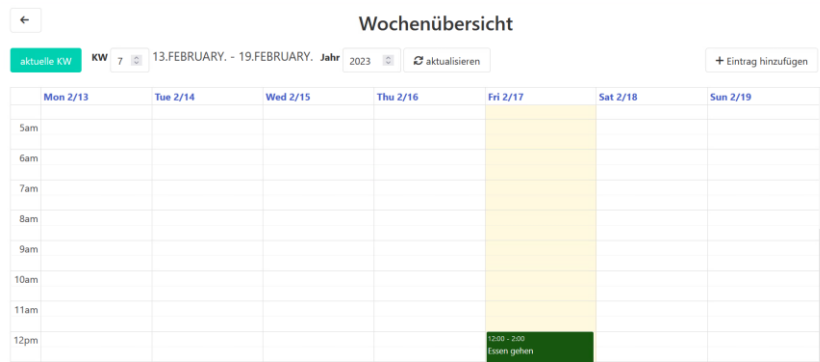 Wochenübersicht
aktuelle KW KW 7 13.FEBRUARY. - 19.FEBRUARY. Jahr 2023 aktualisieren + Eintrag hinzufügen
Mon 2/13 Tue 2/14 Wed 2/15 Thu 2/16 Fri 2/17 Sat 2/18 Sun 2/19
5am
6am
7am
8am
9am
10am
11am
12pm
12:00 - 2:00
Essen gehen